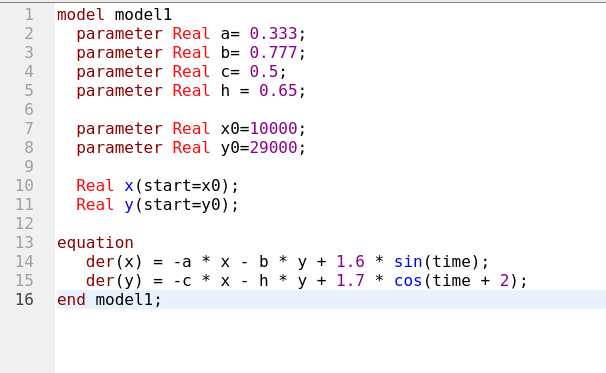 1 model model1
2 parameter Real a= 0.333;
3 parameter Real b= 0.777;
4 parameter Real c= 0.5;
5 parameter Real h = 0.65;
6
7 parameter Real x0=10000;
8 parameter Real y0=29000;
9
10 Real x(start=x0);
11 Real y(start=y0);
12
13 equation
14 der(x) = -a * x - b * y + 1.6 * sin(time);
15 der(y) = -c * x - h * y + 1.7 * cos(time + 2);
16 end model1;